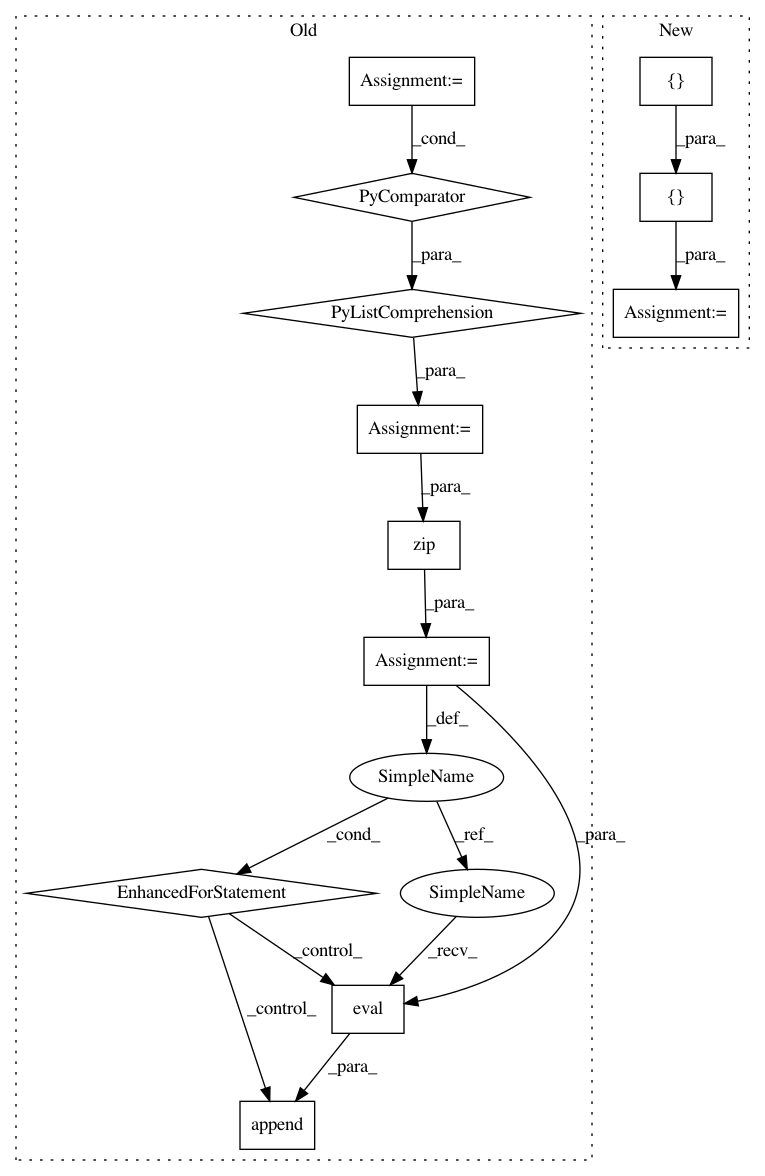 Old
New
Assignment:=
{}
_cond_
_para_
PyComparator
{}
_para_
_para_
PyListComprehension
Assignment:=
_para_
Assignment:=
_para_
zip
_para_
Assignment:=
_def_
SimpleName
_cond_
_ref_
_para_
EnhancedForStatement
SimpleName
_control_
_recv_
_control_
eval
_para_
append